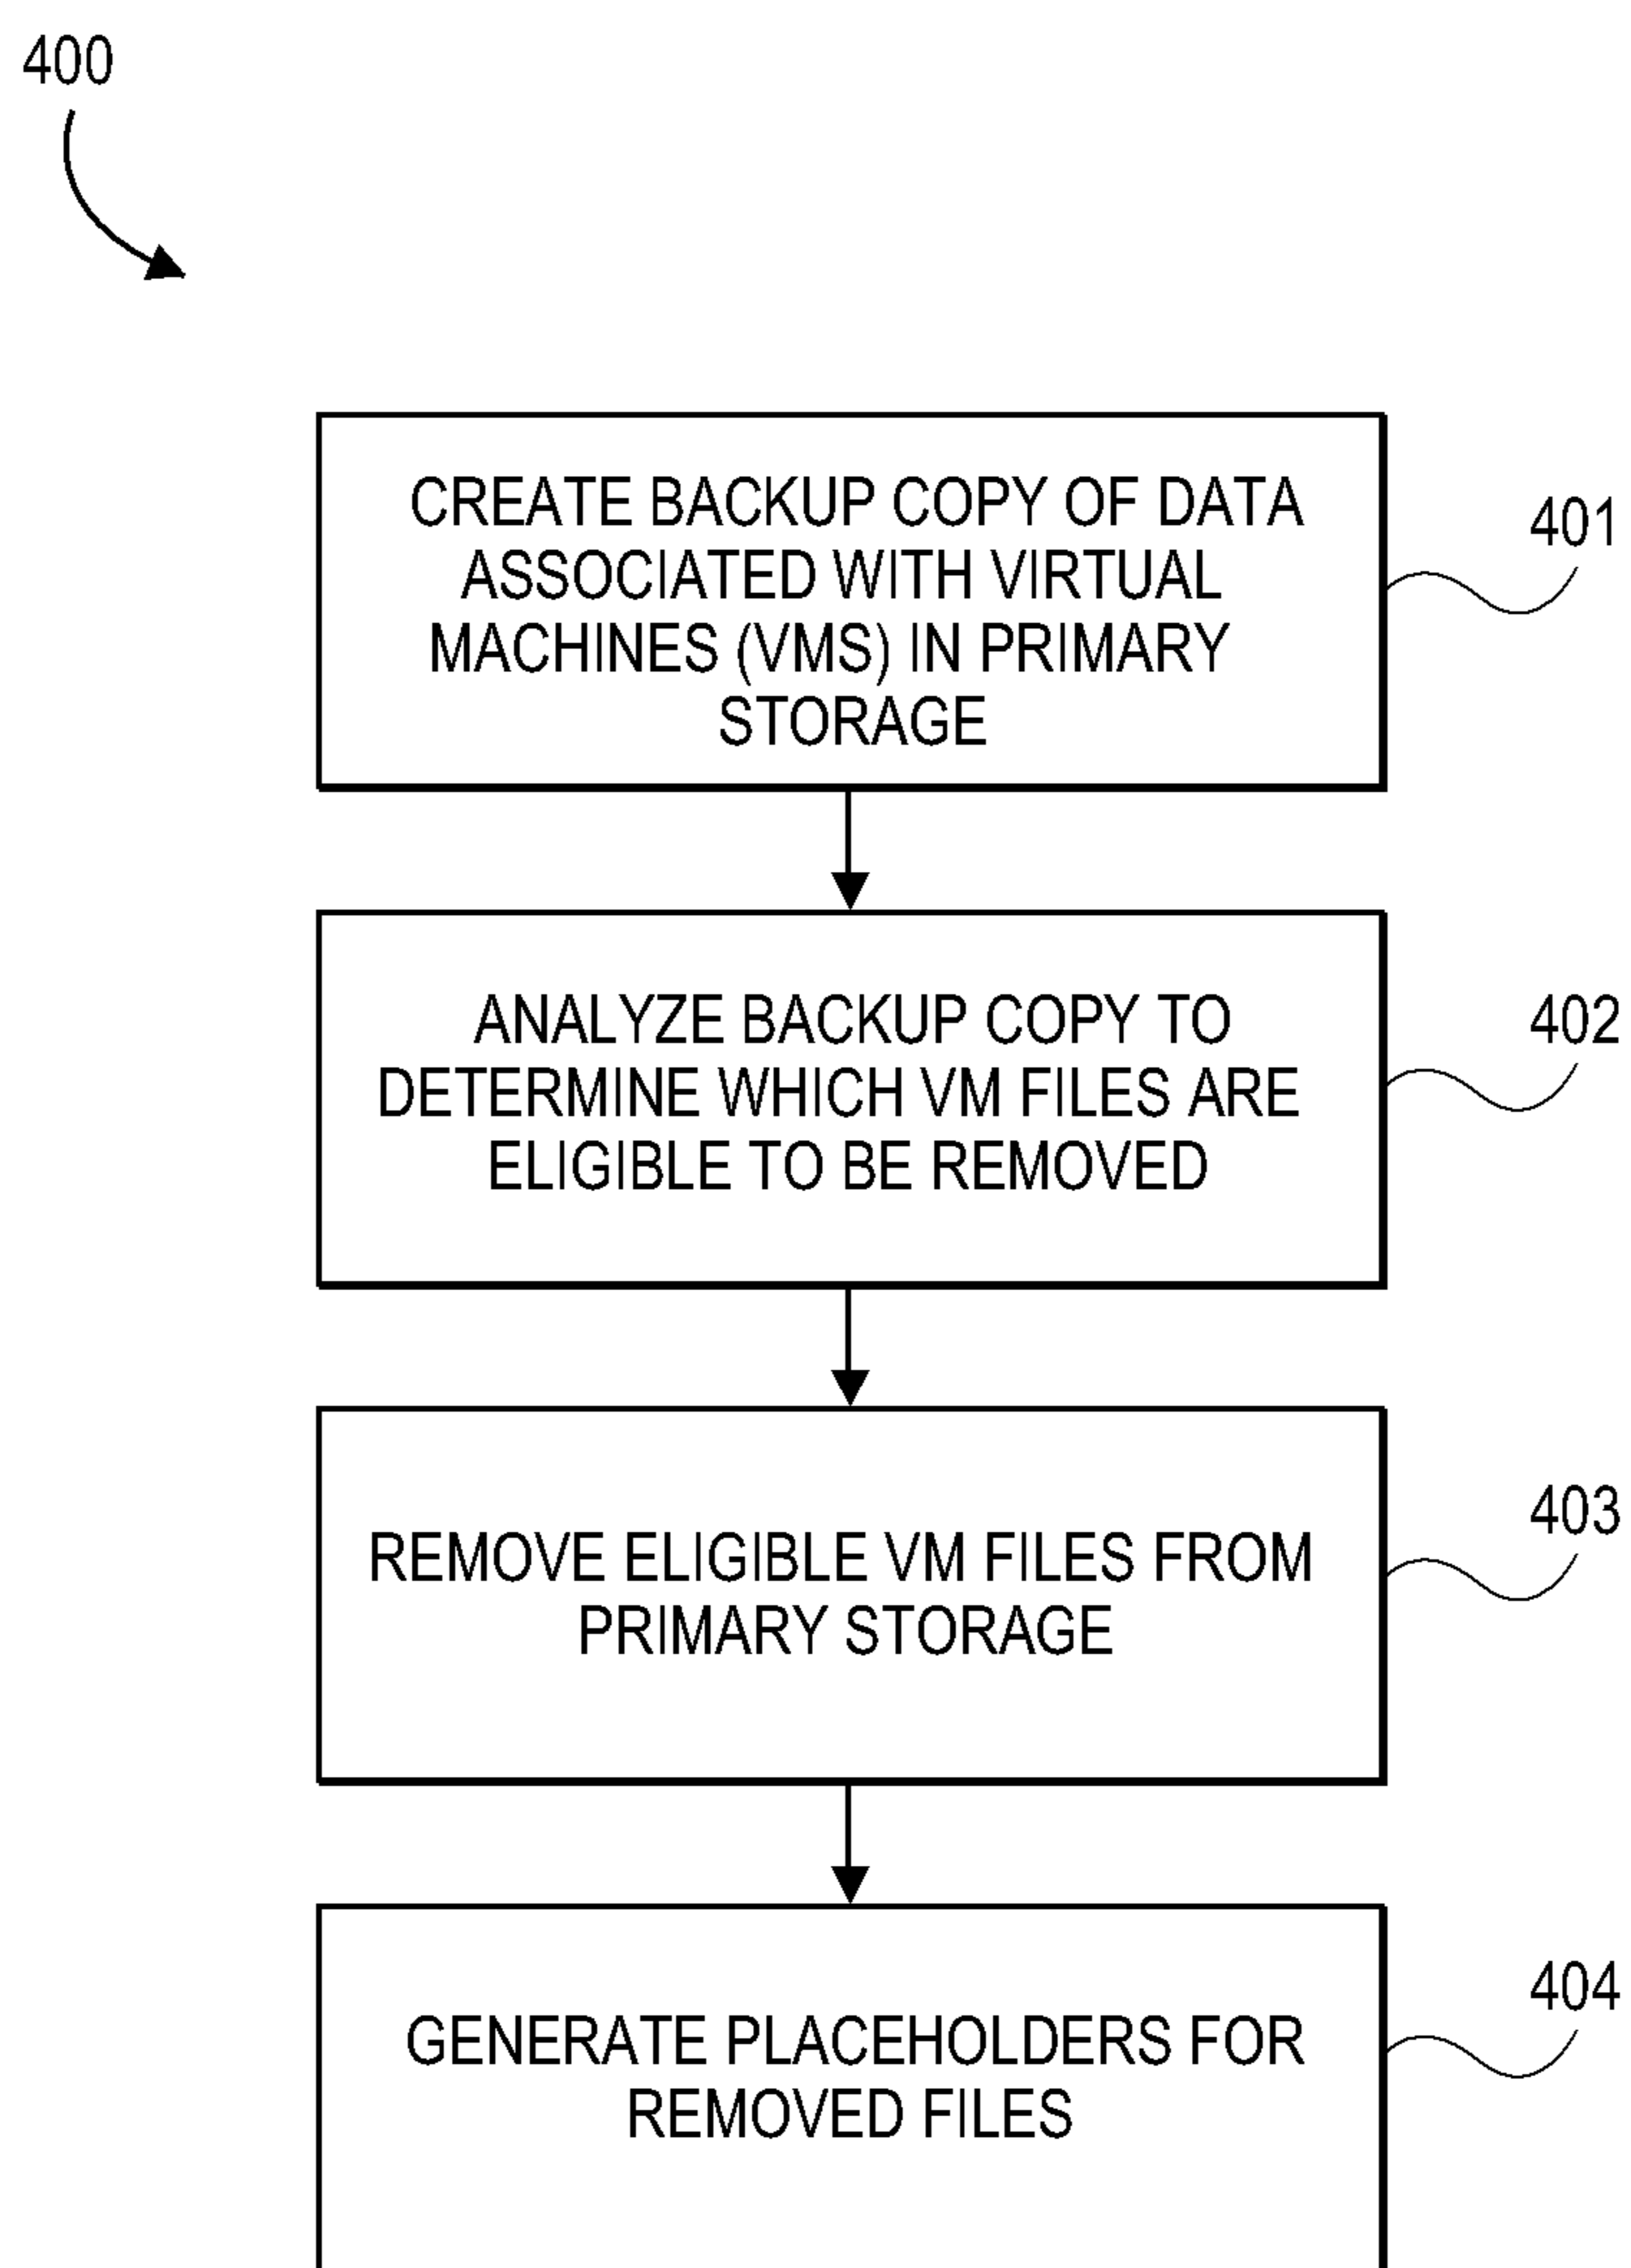 400
CREATE BACKUP COPY OF DATA
ASSOCIATED WITH VIRTUAL
MACHINES (VMS) IN PRIMARY
STORAGE
401
ANALYZE BACKUP COPY TO
DETERMINE WHICH VM FILES ARE
ELIGIBLE TO BE REMOVED
402
REMOVE ELIGIBLE VM FILES FROM
PRIMARY STORAGE
403
GENERATE PLACEHOLDERS FOR
REMOVED FILES
404